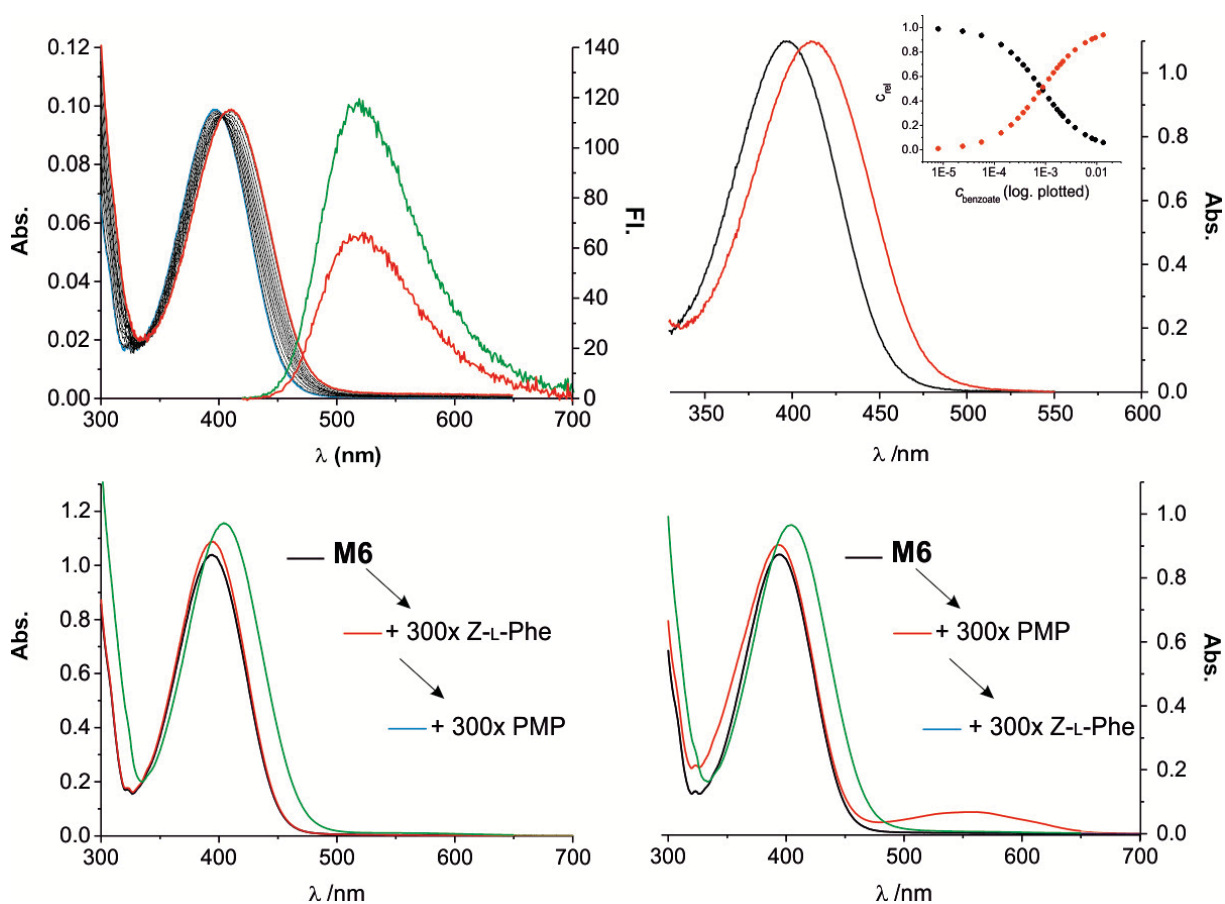 0.12
0.10
0.08
0.06
0.04
0.02
0.00
Abs.
300 400 500 600 700
λ (nm)
140
120
100
80
60
40
20
0
Fl.
1.0
0.8
0.6
0.4
0.2
0.0
c_rel
1E-5 1E-4 1E-3 0.01
c_benzoate (log. plotted)
1.0
0.8
0.6
0.4
0.2
0.0
Abs.
350 400 450 500 550 600
λ /nm
1.2
1.0
0.8
0.6
0.4
0.2
0.0
Abs.
M6
+ 300x Z-L-Phe
+ 300x PMP
300 400 500 600 700
λ /nm
M6
+ 300x PMP
+ 300x Z-L-Phe
1.0
0.8
0.6
0.4
0.2
0.0
Abs.
300 400 500 600 700
λ /nm